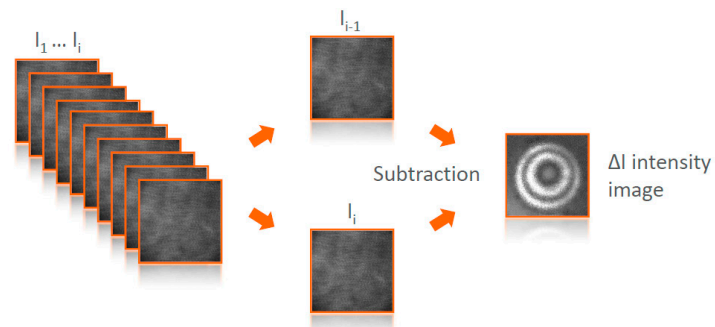 I₁ ... Iᵢ
Iᵢ₋₁
Subtraction
Iᵢ
ΔI intensity
image